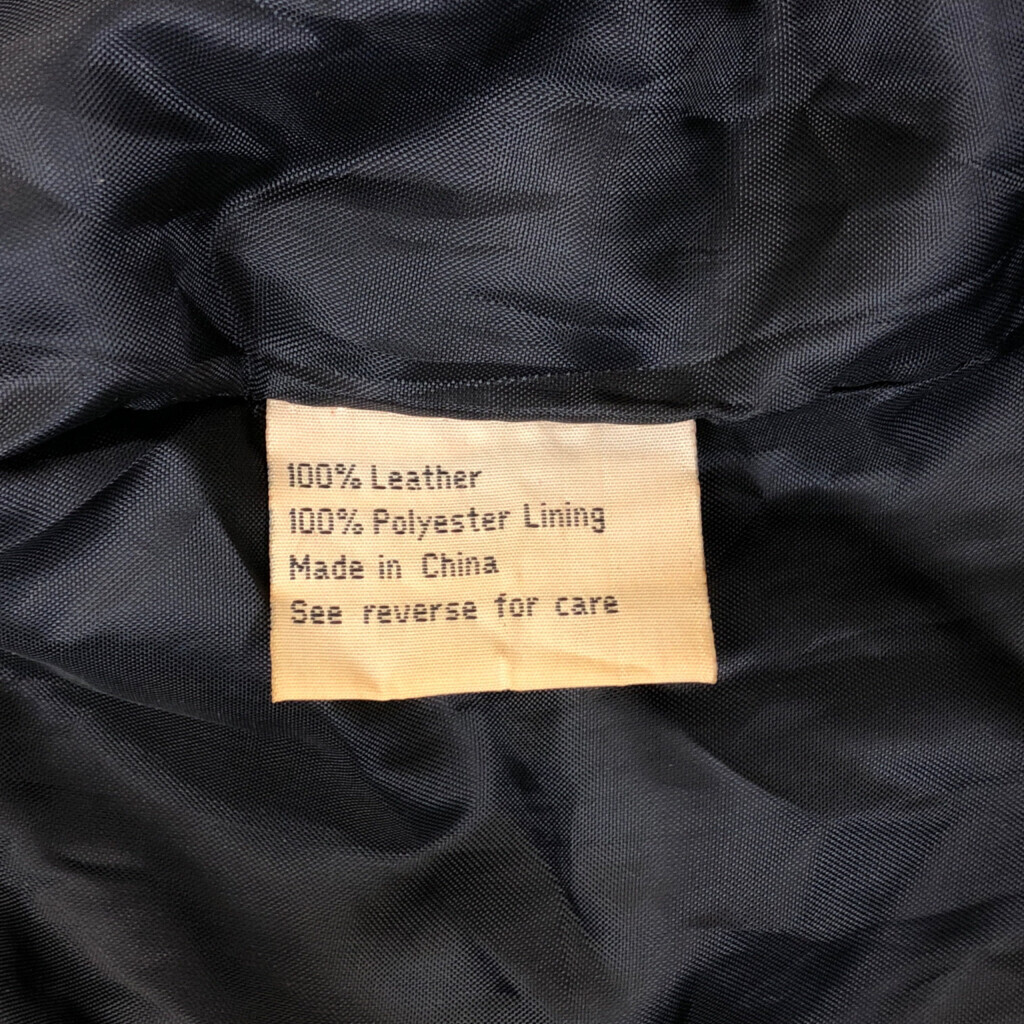 100% Leather
100% Polyester Lining
Made in China
See reverse for care